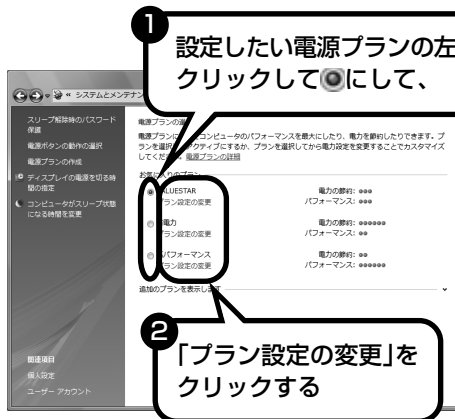 1
設定したい電源プランの左
クリックして にして、
« システムとメンテナン
スリープ解除時のパスワード
保護
電源ボタンの動作の選択
電源プランの作成
ディスプレイの電源を切る時
間の指定
コンピュータがスリープ状態
になる時間を変更
関連項目
個人設定
ユーザー アカウント
電源プランの選
電源プランに コンピュータのパフォーマンスを最大にしたり、電力を節約したりできます。プ
ランを選択 アクティブにするか、プランを選択してから電力設定を変更することでカスタマイズ
してくだ 。電源プランの詳細
お気に入りのプラン
LUESTAR
プラン設定の変更
電力の節約:
パフォーマンス:
電力
プラン設定の変更
電力の節約:
パフォーマンス:
パフォーマンス
プラン設定の変更
電力の節約:
パフォーマンス:
追加のプランを表示します
2
「プラン設定の変更」を
クリックする